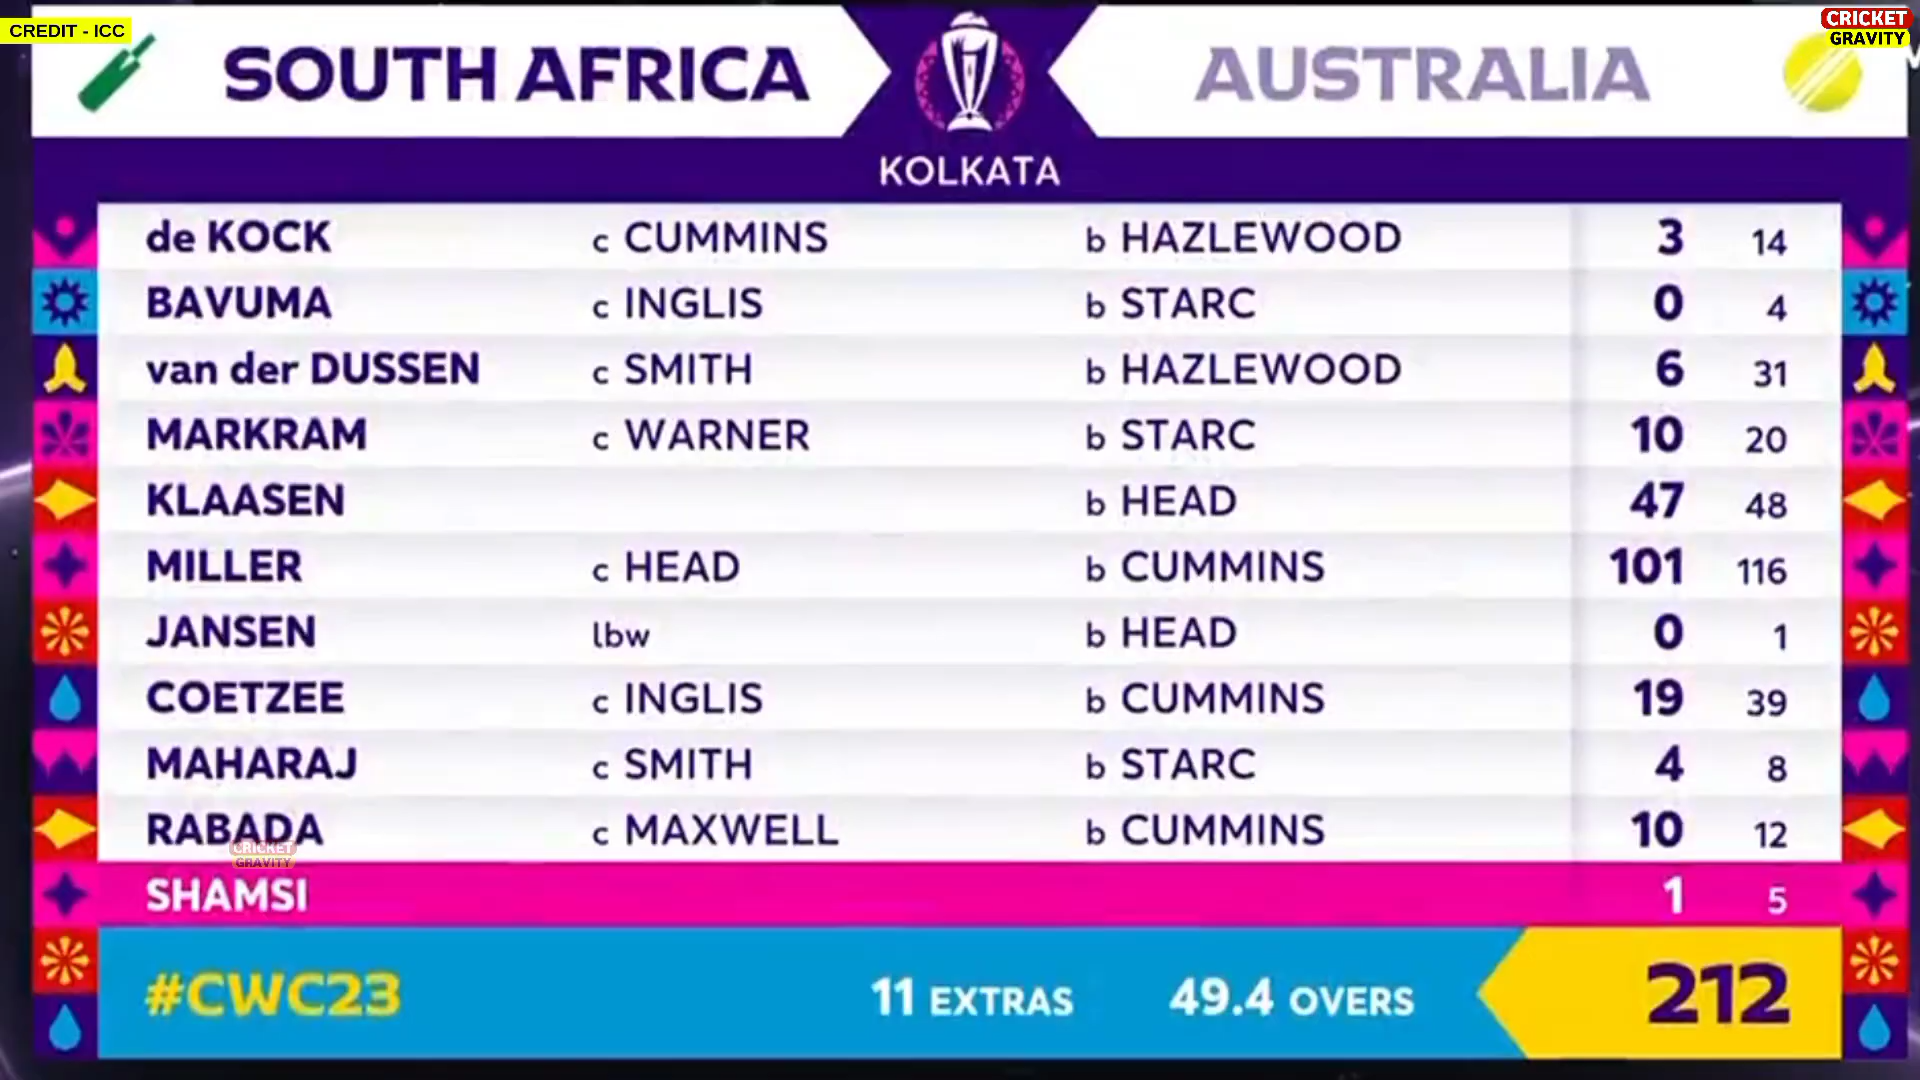 CREDIT - ICC
CRICKET
GRAVITY
SOUTH AFRICA AUSTRALIA
KOLKATA
de KOCK c CUMMINS b HAZLEWOOD 3 14
BAVUMA c INGLIS b STARC 0 4
van der DUSSEN c SMITH b HAZLEWOOD 6 31
MARKRAM c WARNER b STARC 10 20
KLAASEN b HEAD 47 48
MILLER c HEAD b CUMMINS 101 116
JANSEN lbw b HEAD 0 1
COETZEE c INGLIS b CUMMINS 19 39
MAHARAJ c SMITH b STARC 4 8
RABADA c MAXWELL b CUMMINS 10 12
CRICKET
GRAVITY
SHAMSI 1 5
#CWC23 11 EXTRAS 49.4 OVERS 212